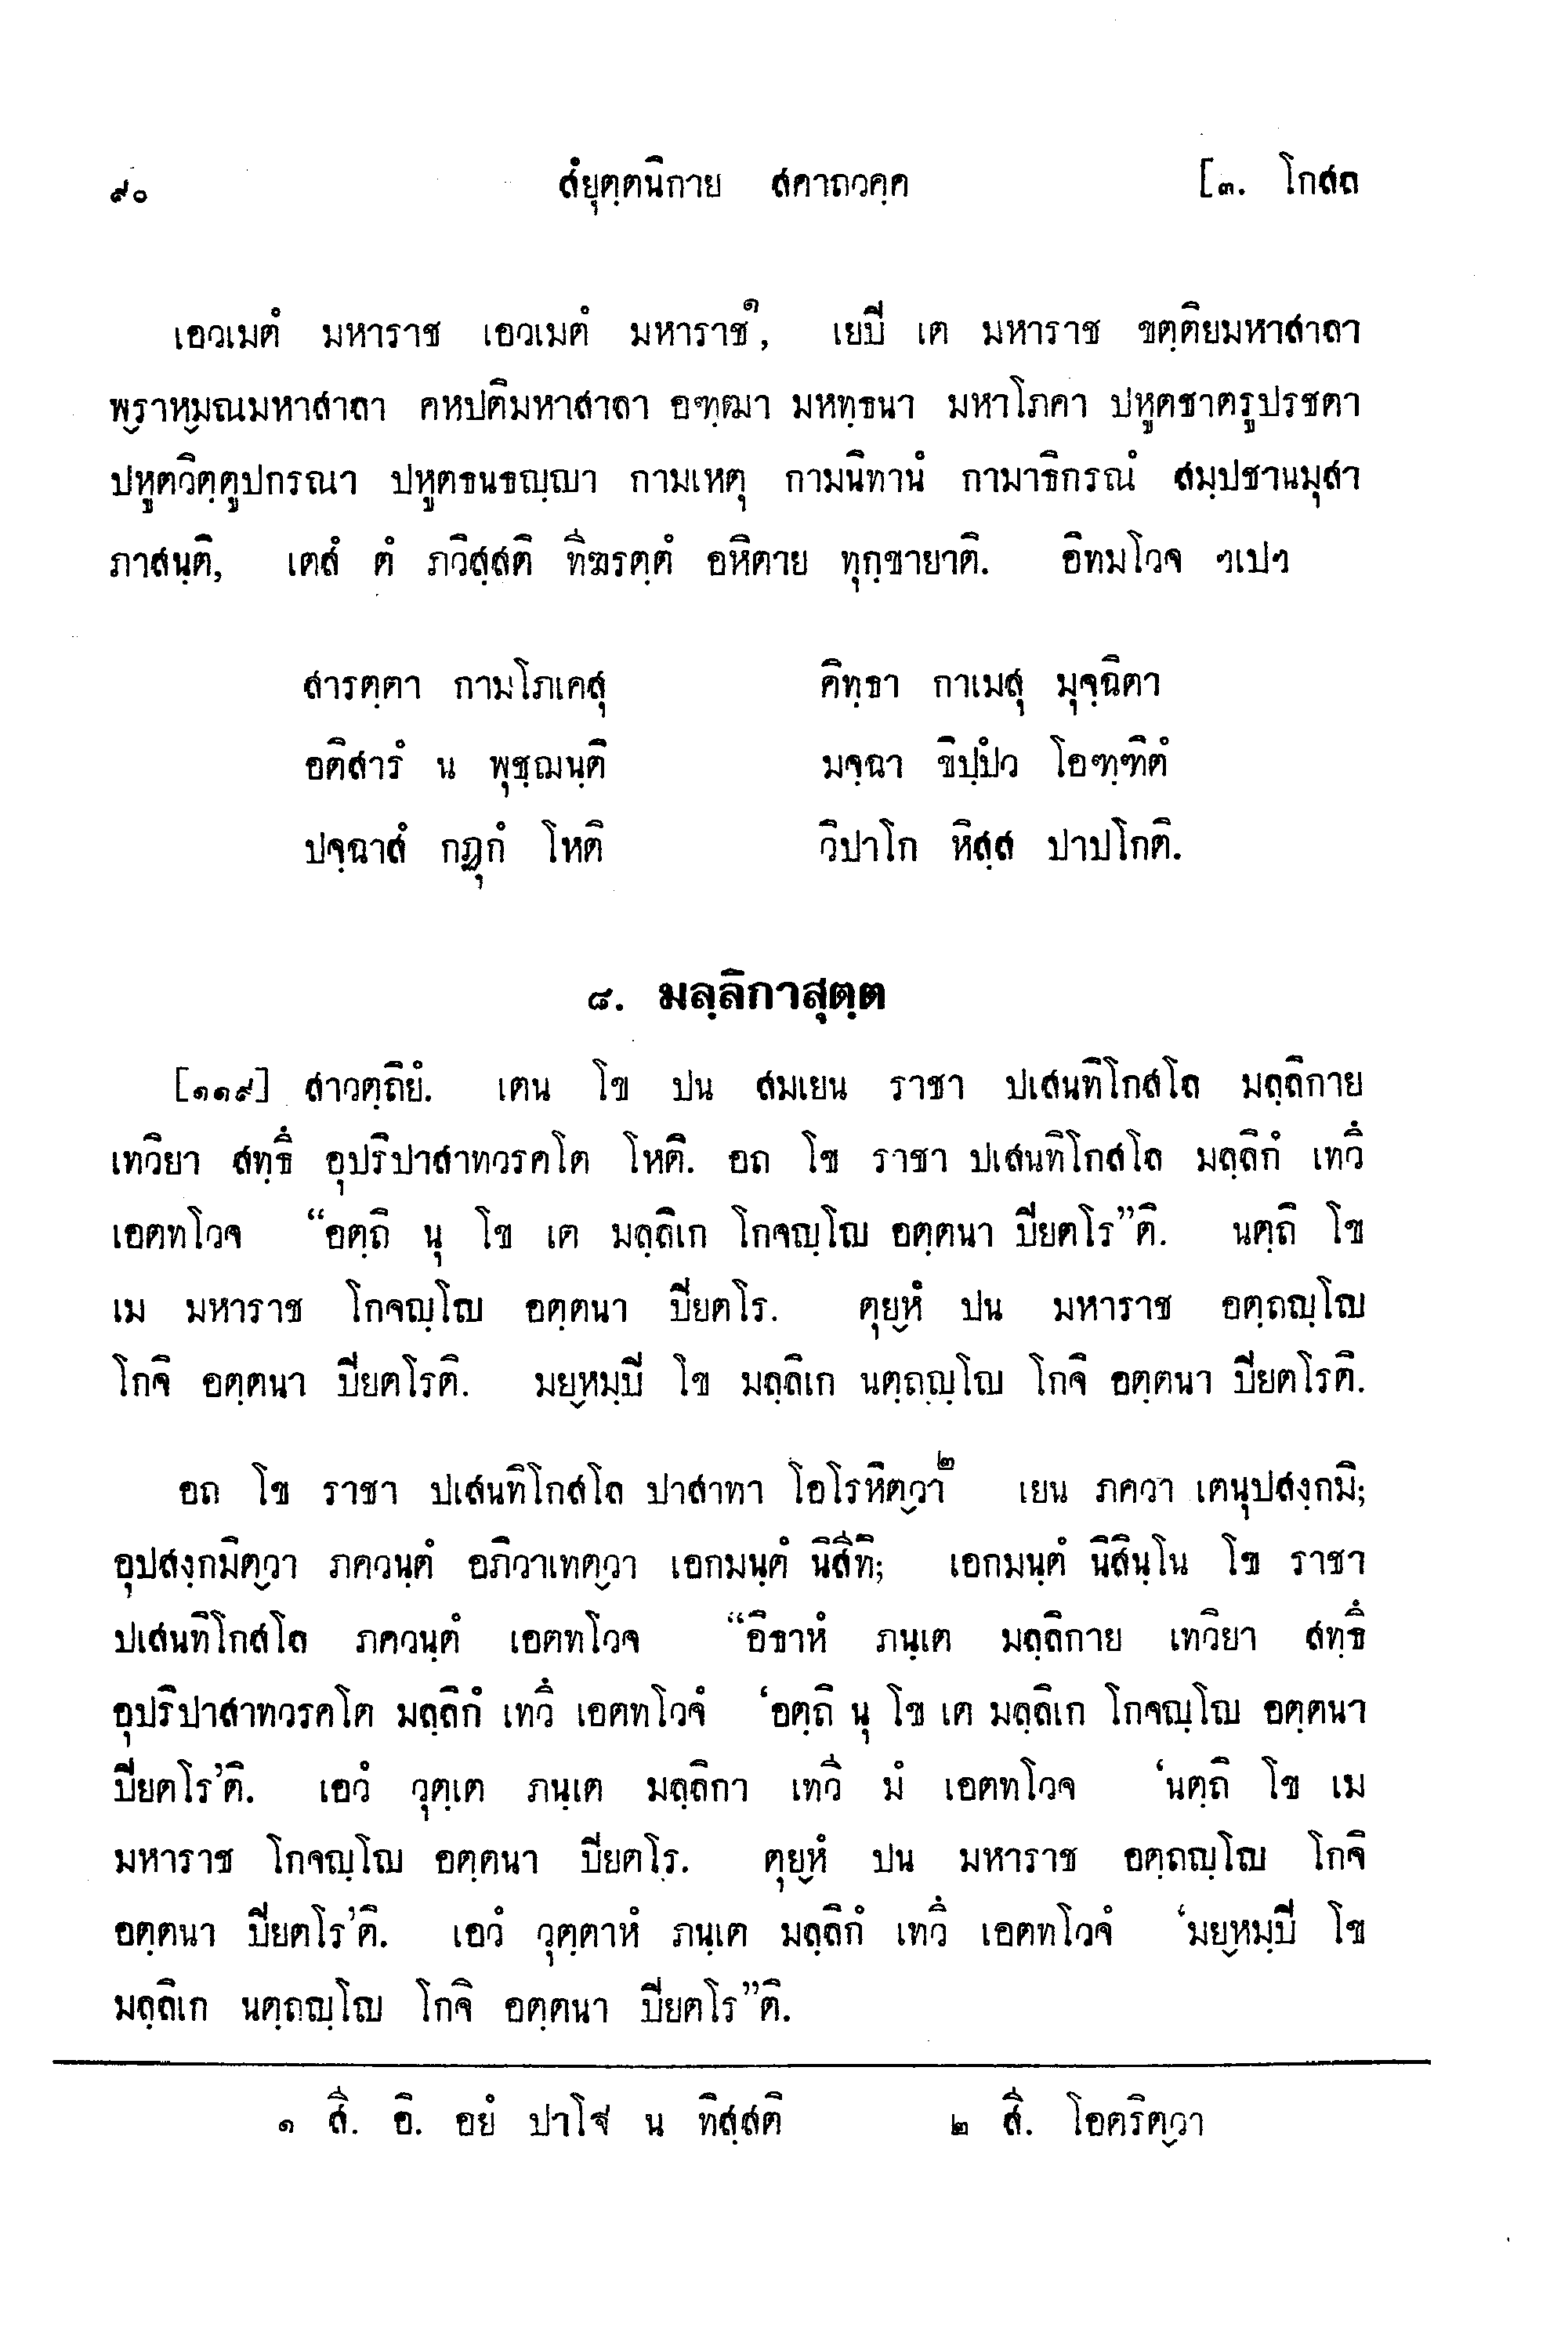 ๙๐ สํยุตฺตนิกาย สคาถวคฺค [๓. โกสล
เอวเมตํ มหาราช เอวเมตํ มหาราช๑, เยปิ เต มหาราช ขตฺติยมหาสาลา
พฺราหฺมณมหาสาลา คหปติมหาสาลา อฑฺฒา มหทฺธนา มหาโภคา ปหูตชาตรูปรชตา
ปหูตวิตฺตูปกรณา ปหูตธนธญฺญา กามเหตุ กามนิทานํ กามาธิกรณํ สมฺปชานมุสา
ภาสนฺติ, เตสํ ตํ ภวิสฺสติ ทีฆรตฺตํ อหิตาย ทุกฺขายาติ. อิทมโวจ ฯเปฯ
สารตฺตา กามโภเคสุ คิทฺธา กาเมสุ มุจฺฉิตา
อติสารํ น พุชฺฌนฺติ มจฺฉา ขิปฺปํว โอฑฺฑิตํ
ปจฺฉาสํ กฏุกํ โหติ วิปาโก หิสฺส ปาปโกติ.
๘. มลฺลิกาสุตฺต
[๑๑๙] สาวตฺถิยํ. เตน โข ปน สมเยน ราชา ปเสนทิโกสโล มลฺลิกาย
เทวิยา สทฺธึ อุปริปาสาทวรคโต โหติ. อถ โข ราชา ปเสนทิโกสโล มลฺลิกํ เทวึ
เอตทโวจ “อตฺถิ นุ โข เต มลฺลิเก โกจญฺโญ อตฺตนา ปิยตโร”ติ. นตฺถิ โข
เม มหาราช โกจญฺโญ อตฺตนา ปิยตโร. ตุยฺหํ ปน มหาราช อตฺถญฺโญ
โกจิ อตฺตนา ปิยตโรติ. มยฺหมฺปิ โข มลฺลิเก นตฺถญฺโญ โกจิ อตฺตนา ปิยตโรติ.
อถ โข ราชา ปเสนทิโกสโล ปาสาทา โอโรหิตฺวา๒ เยน ภควา เตนุปสงฺกมิ;
อุปสงฺกมิตฺวา ภควนฺตํ อภิวาเทตฺวา เอกมนฺตํ นิสีทิ; เอกมนฺตํ นิสินฺโน โข ราชา
ปเสนทิโกสโล ภควนฺตํ เอตทโวจ “อิธาหํ ภนฺเต มลฺลิกาย เทวิยา สทฺธึ
อุปริปาสาทวรคโต มลฺลิกํ เทวึ เอตทโวจํ ‘อตฺถิ นุ โข เต มลฺลิเก โกจญฺโญ อตฺตนา
ปิยตโร’ติ. เอวํ วุตฺเต ภนฺเต มลฺลิกา เทวี มํ เอตทโวจ ‘นตฺถิ โข เม
มหาราช โกจญฺโญ อตฺตนา ปิยตโร. ตุยฺหํ ปน มหาราช อตฺถญฺโญ โกจิ
อตฺตนา ปิยตโร’ติ. เอวํ วุตฺตาหํ ภนฺเต มลฺลิกํ เทวึ เอตทโวจํ ‘มยฺหมฺปิ โข
มลฺลิเก นตฺถญฺโญ โกจิ อตฺตนา ปิยตโร”ติ.
๑ สี. อิ. อยํ ปาโฐ น ทิสฺสติ ๒ สี. โอตริตฺวา